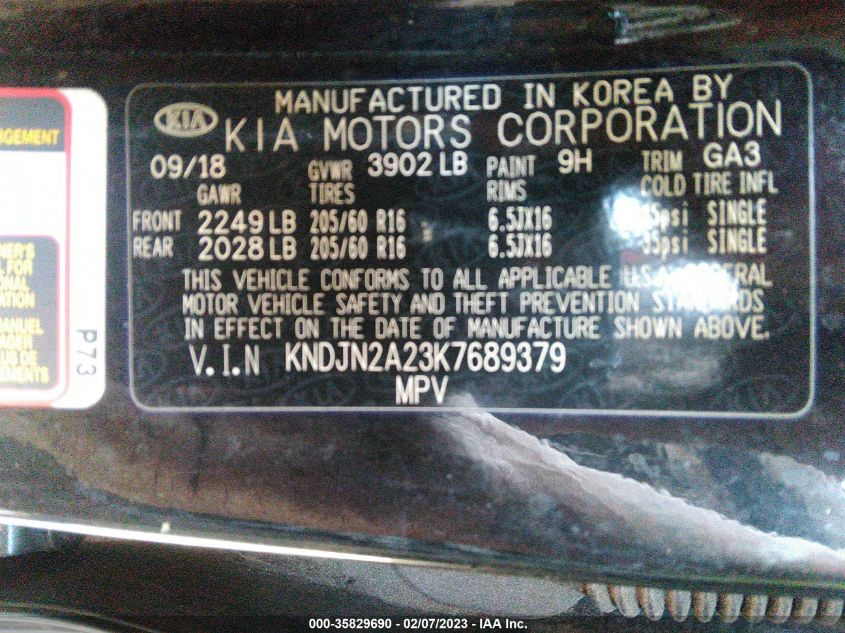 MANUFACTURED IN KOREA BY
KIA KIA MOTORS CORPORATION
09/18 GVWR 3902 LB PAINT 9H TRIM GA3
GAWR TIRES RIMS COLD TIRE INFL
FRONT 2249 LB 205/60 R16 6.5JX16 SINGLE
REAR 2028 LB 205/60 R16 6.5JX16 35psi SINGLE
THIS VEHICLE CONFORMS TO ALL APPLICABLE
MOTOR VEHICLE SAFETY AND THEFT PREVENTION STANDARDS
IN EFFECT ON THE DATE OF MANUFACTURE SHOWN ABOVE.
V.I.N KNDJN2A23K7689379
MPV
P73
000-35829690 - 02/07/2023 - IAA Inc.